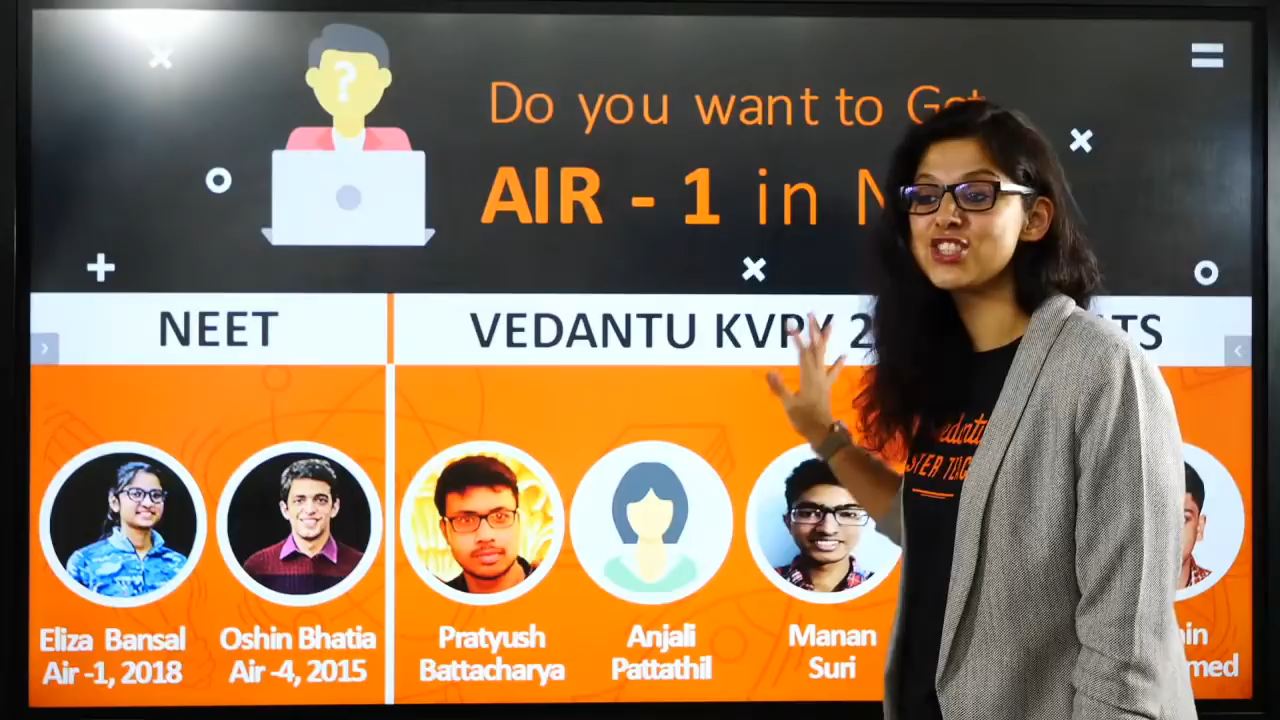 ?
Do you want to Get
AIR - 1 in
NEET
VEDANTU KVPY
Eliza Bansal
Air -1, 2018
Oshin Bhatia
Air -4, 2015
Pratyush
Battacharya
Anjali
Pattathil
Manan
Suri